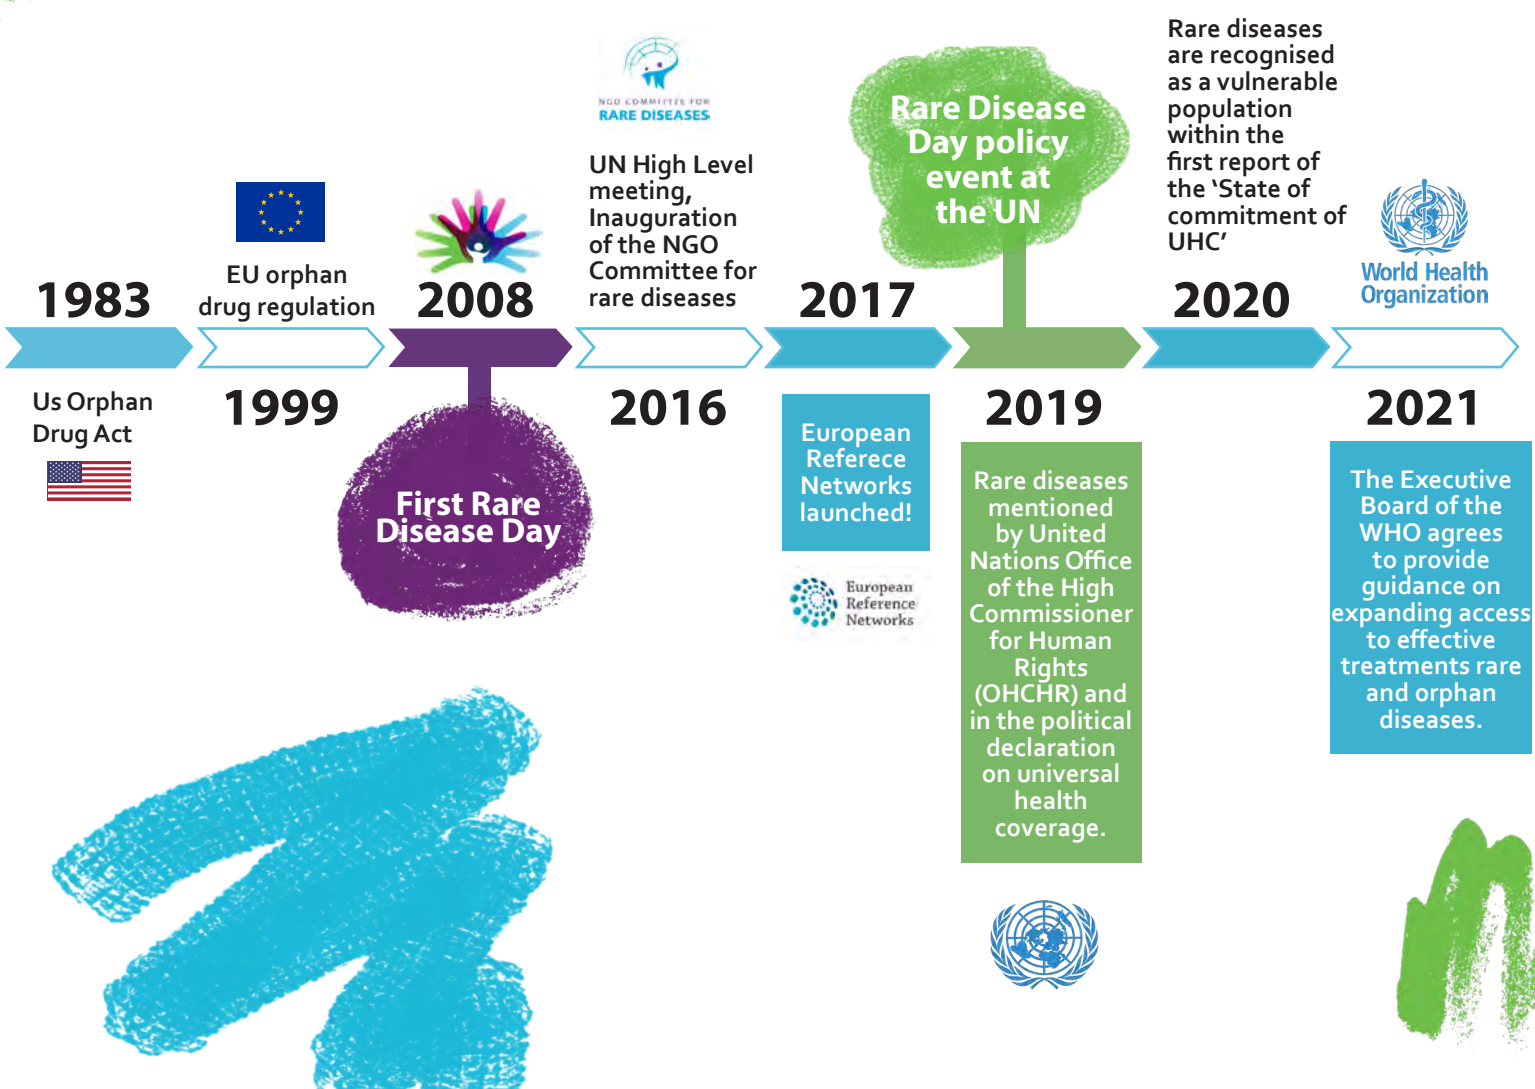 1983
Us Orphan
Drug Act
EU orphan
drug regulation
1999
2008
First Rare
Disease Day
NGO COMMITTEE FOR
RARE DISEASES
UN High Level
meeting,
Inauguration
of the NGO
Committee for
rare diseases
2016
2017
European
Referece
Networks
launched!
European
Reference
Networks
Rare Disease
Day policy
event at
the UN
2019
Rare diseases
mentioned
by United
Nations Office
of the High
Commissioner
for Human
Rights
(OHCHR) and
in the political
declaration
on universal
health
coverage.
Rare diseases
are recognised
as a vulnerable
population
within the
first report of
the ‘State of
commitment of
UHC’
2020
World Health
Organization
2021
The Executive
Board of the
WHO agrees
to provide
guidance on
expanding access
to effective
treatments rare
and orphan
diseases.